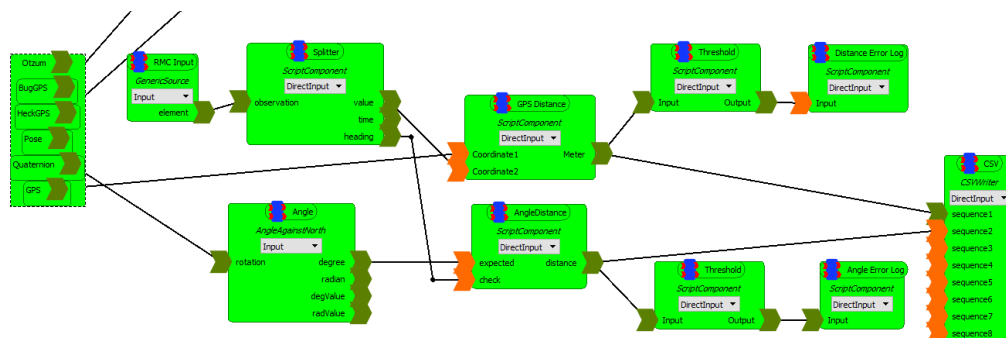 Otzum
BugGPS
HeckGPS
Pose
Quaternion
GPS
RMC Input
GenericSource
Input
element
Splitter
ScriptComponent
DirectInput
observation
value
time
heading
Angle
AngleAgainstNorth
Input
rotation
degree
radian
degValue
radValue
GPS Distance
ScriptComponent
DirectInput
Coordinate1
Meter
Coordinate2
AngleDistance
ScriptComponent
DirectInput
expected
distance
check
Threshold
ScriptComponent
DirectInput
Input
Output
Distance Error Log
ScriptComponent
DirectInput
Input
Threshold
ScriptComponent
DirectInput
Input
Output
Angle Error Log
ScriptComponent
DirectInput
Input
CSV
CSVWriter
DirectInput
sequence1
sequence2
sequence3
sequence4
sequence5
sequence6
sequence7
sequence8